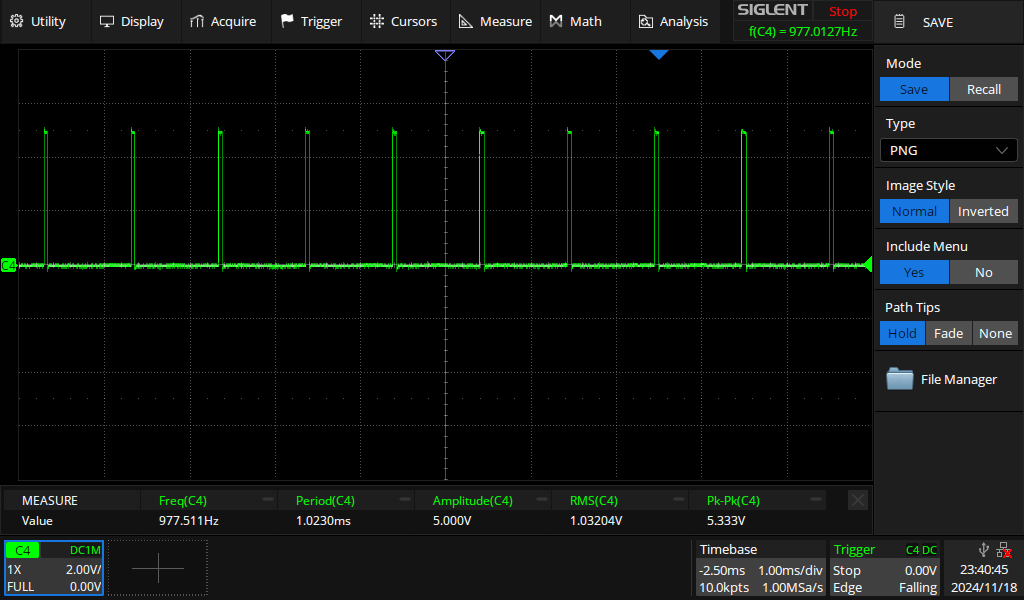 Utility
Display
Acquire
Trigger
Cursors
Measure
Math
Analysis
SIGLENT
Stop
f(C4) = 977.0127Hz
SAVE
Mode
Save
Recall
Type
PNG
Image Style
Normal
Inverted
Include Menu
Yes
No
Path Tips
Hold
Fade
None
File Manager
C4
MEASURE
Freq(C4)
Period(C4)
Amplitude(C4)
RMS(C4)
Pk-Pk(C4)
Value
977.511Hz
1.0230ms
5.000V
1.03204V
5.333V
C4
DC1M
1X
2.00V/
FULL
0.00V
Timebase
-2.50ms
1.00ms/div
10.0kpts
1.00MSa/s
Trigger
C4 DC
Stop
0.00V
Edge
Falling
23:40:45
2024/11/18